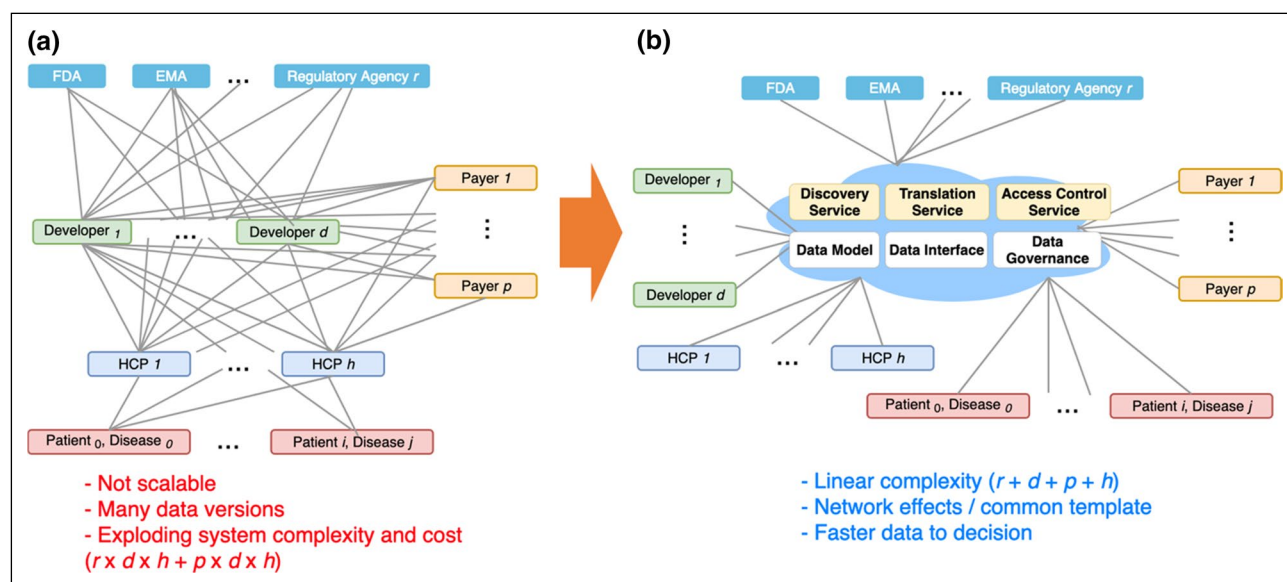 (a)
FDA
EMA
...
Regulatory Agency r
Payer 1
Developer 1
...
Developer d
...
Payer p
HCP 1
...
HCP h
Patient 0, Disease 0
...
Patient i, Disease j
- Not scalable
- Many data versions
- Exploding system complexity and cost
(r x d x h + p x d x h)
(b)
FDA
EMA
...
Regulatory Agency r
Developer 1
...
Developer d
Discovery
Service
Translation
Service
Access Control
Service
Data Model
Data Interface
Data
Governance
Payer 1
...
Payer p
HCP 1
...
HCP h
Patient 0, Disease 0
...
Patient i, Disease j
- Linear complexity (r + d + p + h)
- Network effects / common template
- Faster data to decision